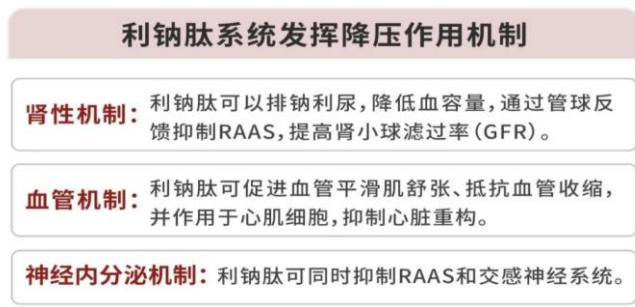 利钠肽系统发挥降压作用机制
肾性机制：利钠肽可以排钠利尿，降低血容量，通过管球反
馈抑制RAAS，提高肾小球滤过率（GFR）。
血管机制：利钠肽可促进血管平滑肌舒张、抵抗血管收缩，
并作用于心肌细胞，抑制心脏重构。
神经内分泌机制：利钠肽可同时抑制RAAS和交感神经系统。